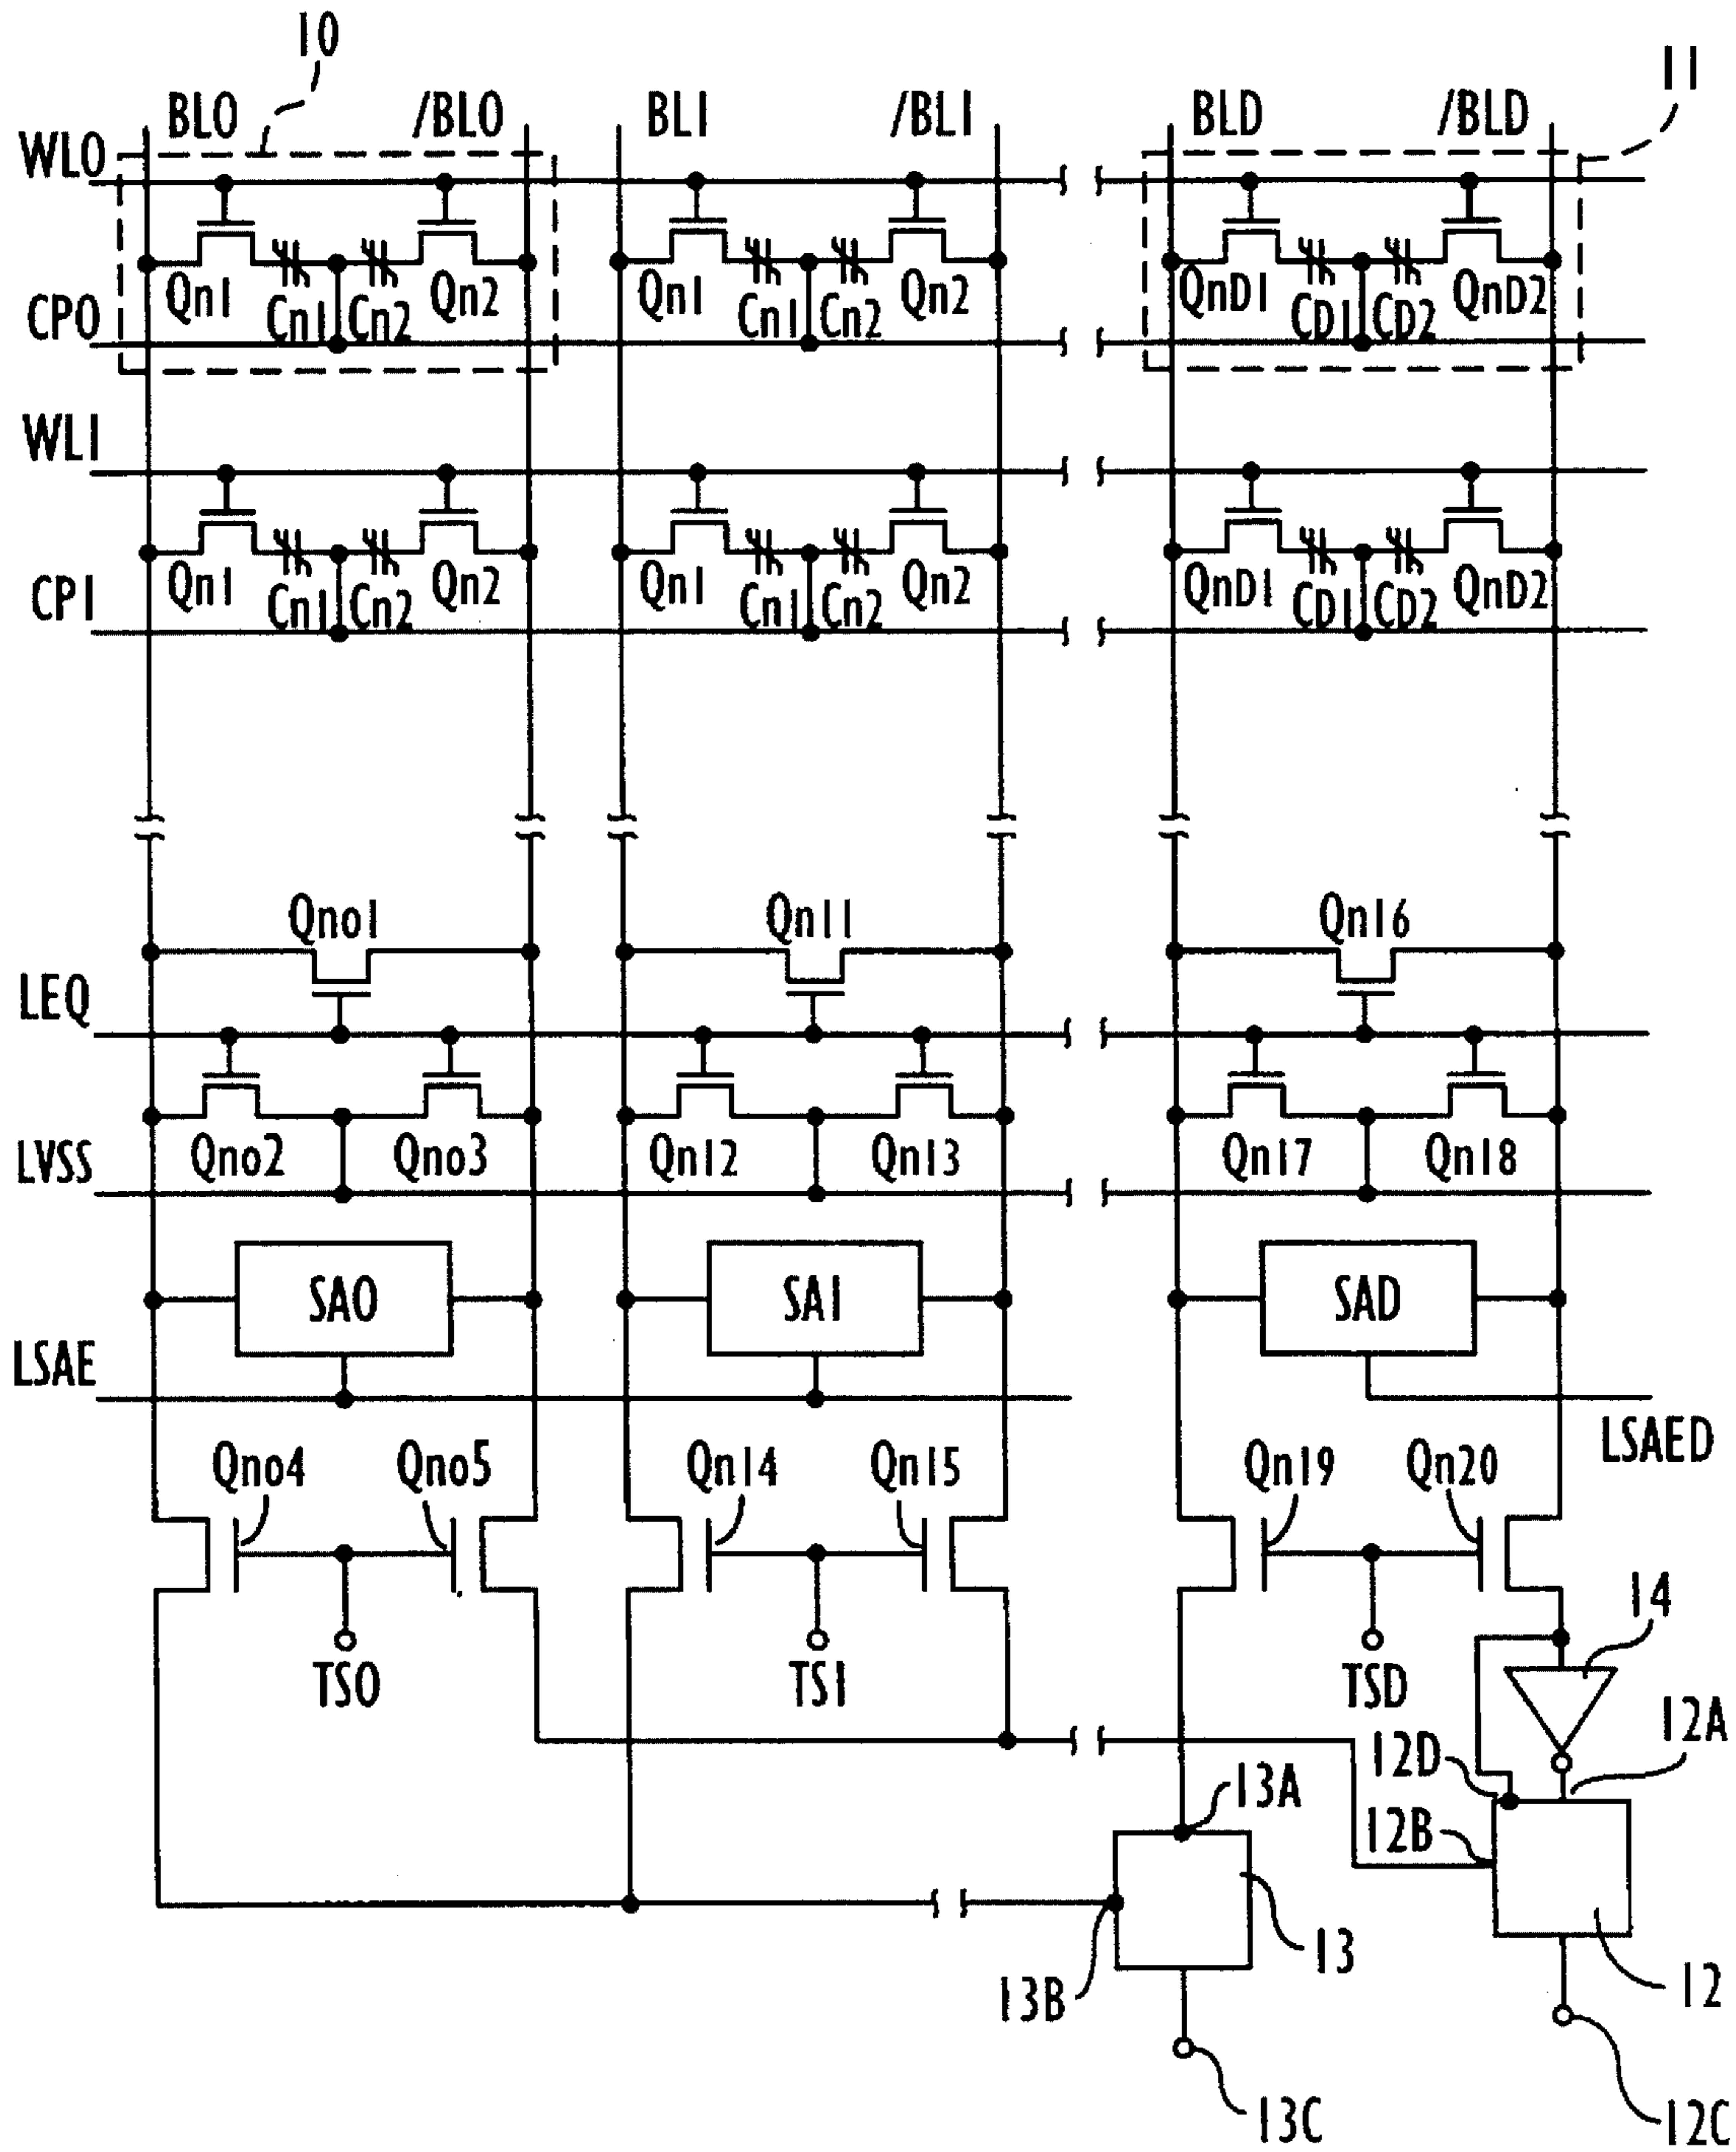 10
11
BL0 /BL0 BL1 /BL1 BLD /BLD
WL0
Qn1 Cn1 Cn2 Qn2 Qn1 Cn1 Cn2 Qn2 QnD1 CD1 CD2 QnD2
CP0
WL1
Qn1 Cn1 Cn2 Qn2 Qn1 Cn1 Cn2 Qn2 QnD1 CD1 CD2 QnD2
CP1
Qno1 Qn11 Qn16
LEQ
Qno2 Qno3 Qn12 Qn13 Qn17 Qn18
LVSS
SA0 SA1 SAD
LSAE
LSAED
Qno4 Qno5 Qn14 Qn15 Qn19 Qn20
14
TS0 TS1 TSD
12A
12D
13A
12B
13
13B
12
13C
12C